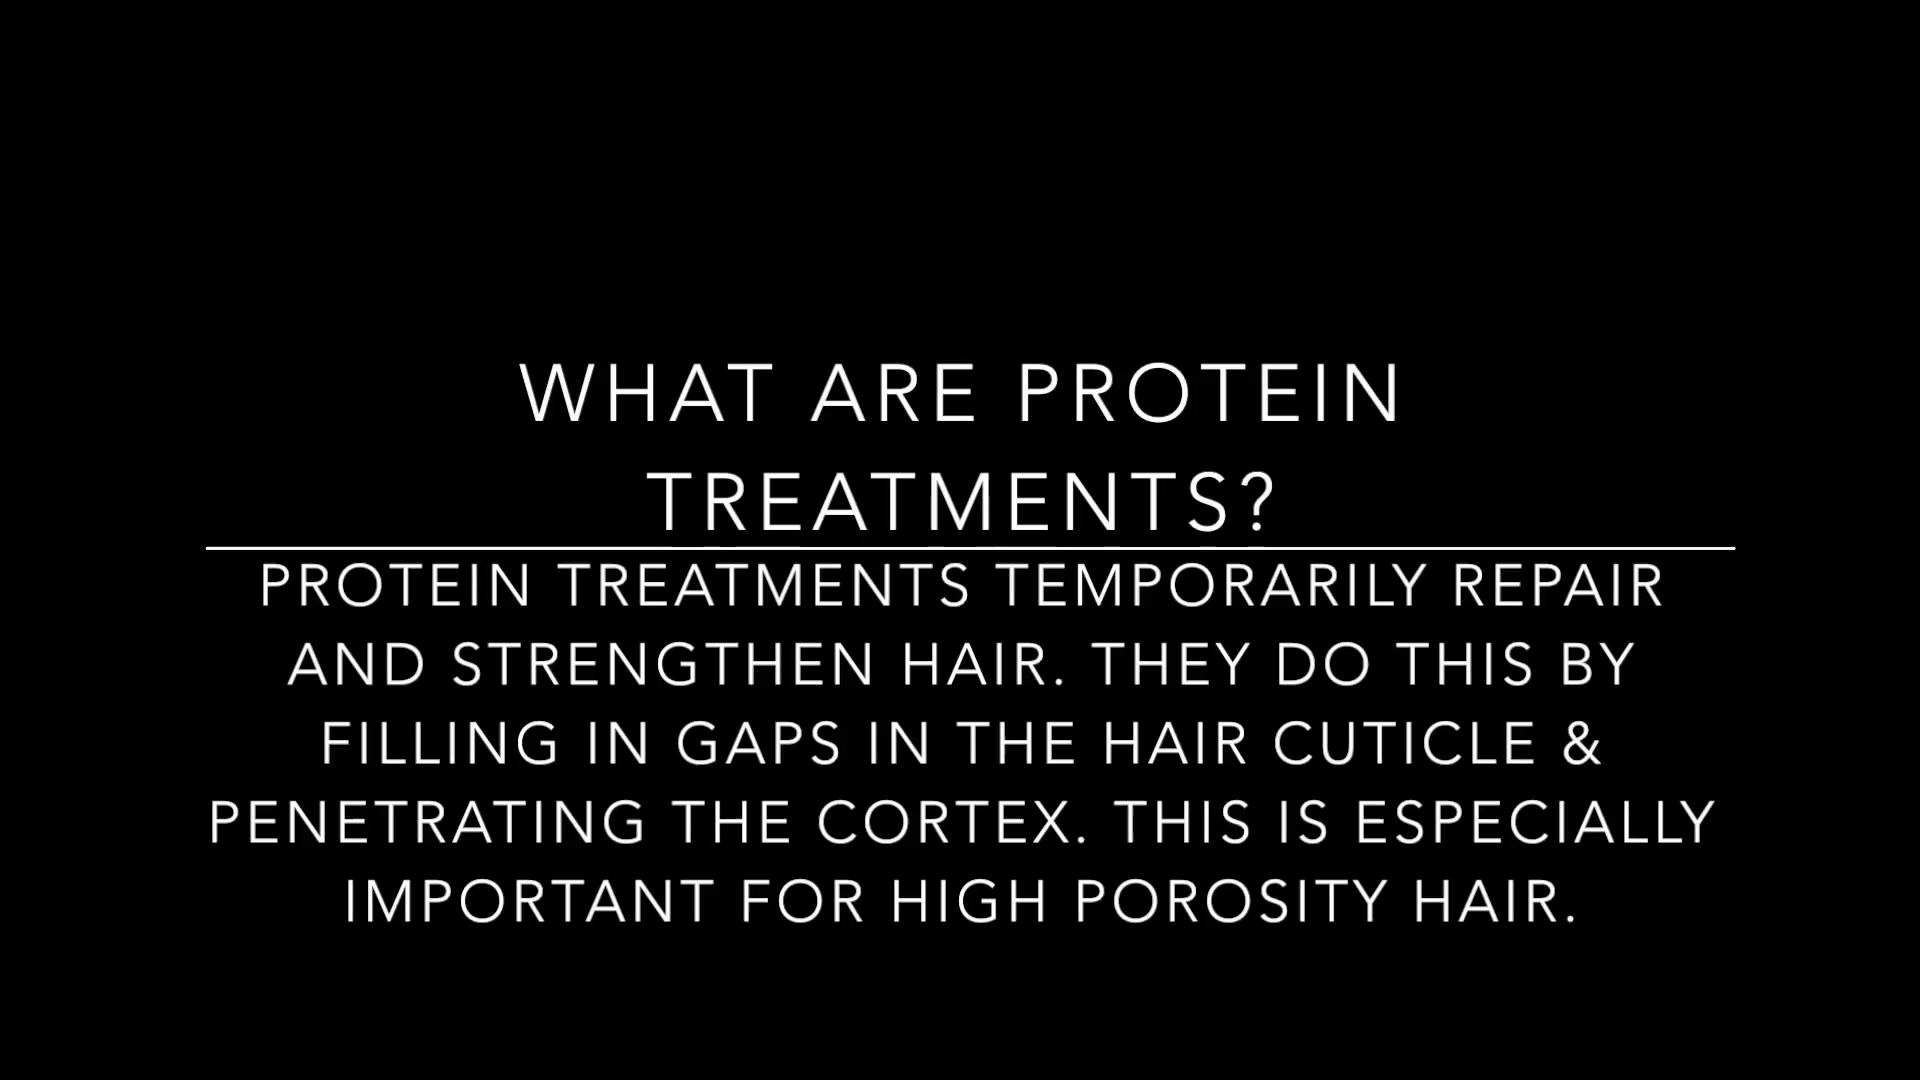 WHAT ARE PROTEIN
TREATMENTS?
PROTEIN TREATMENTS TEMPORARILY REPAIR
AND STRENGTHEN HAIR. THEY DO THIS BY
FILLING IN GAPS IN THE HAIR CUTICLE &
PENETRATING THE CORTEX. THIS IS ESPECIALLY
IMPORTANT FOR HIGH POROSITY HAIR.